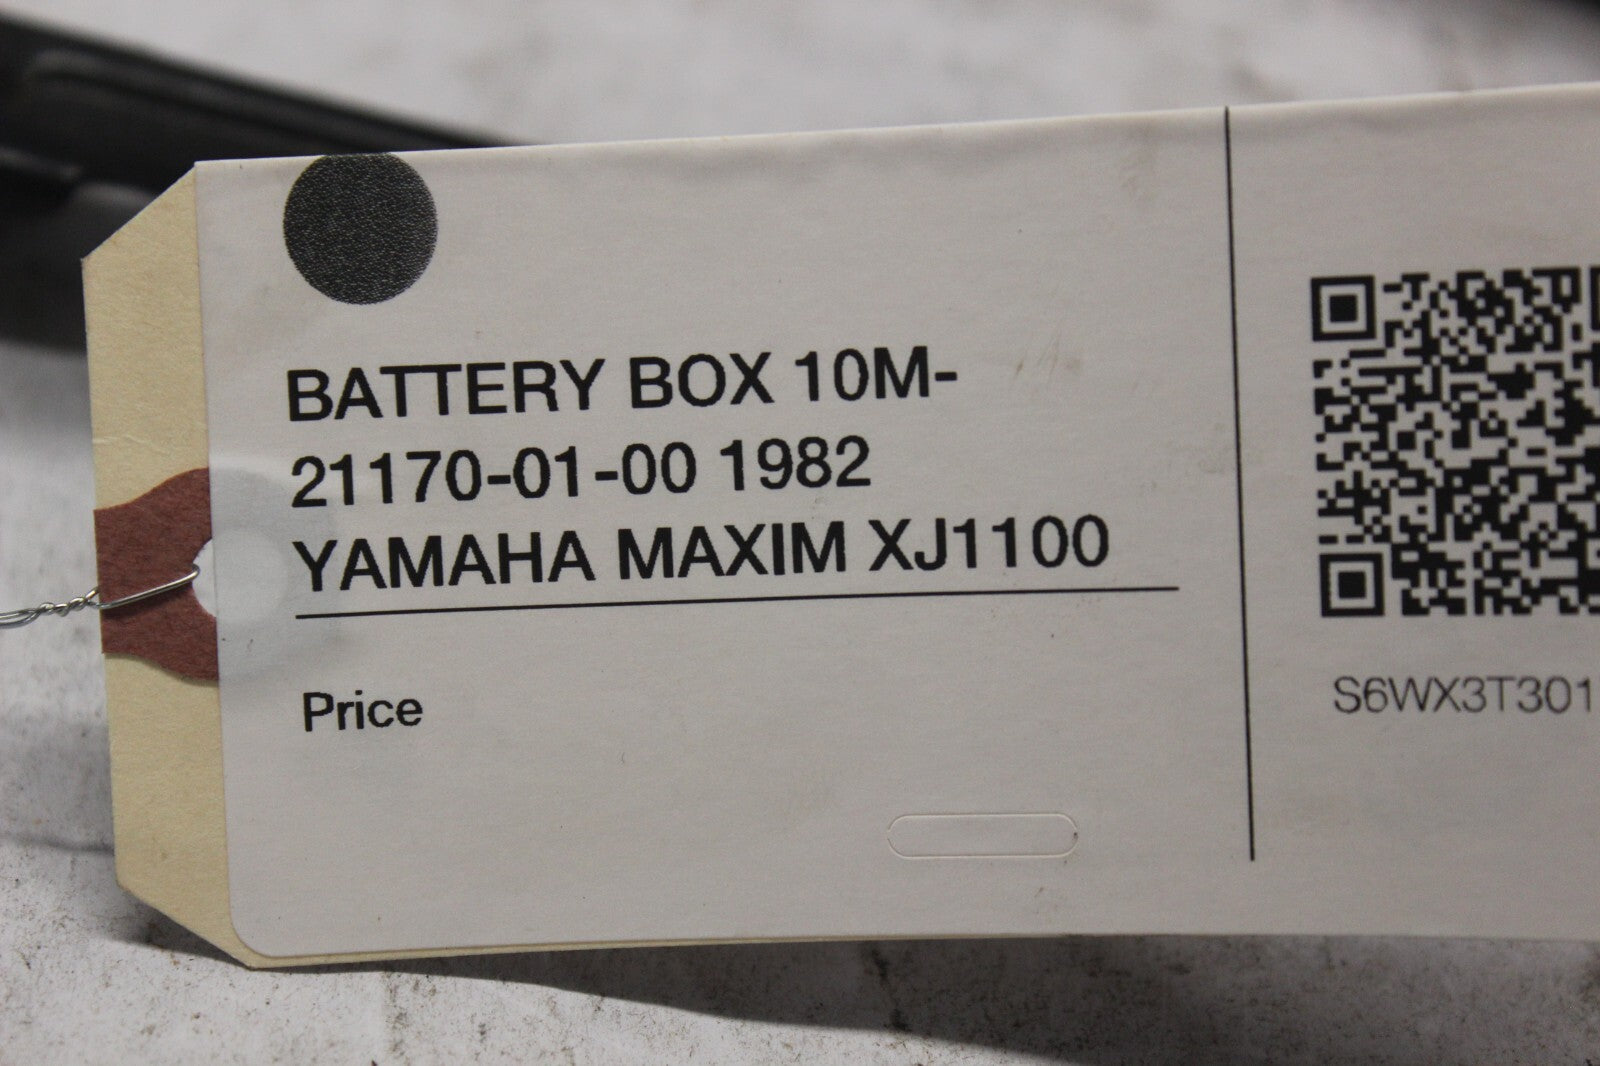 BATTERY BOX 10M-
21170-01-00 1982
YAMAHA MAXIM XJ1100
Price
S6WX3T301